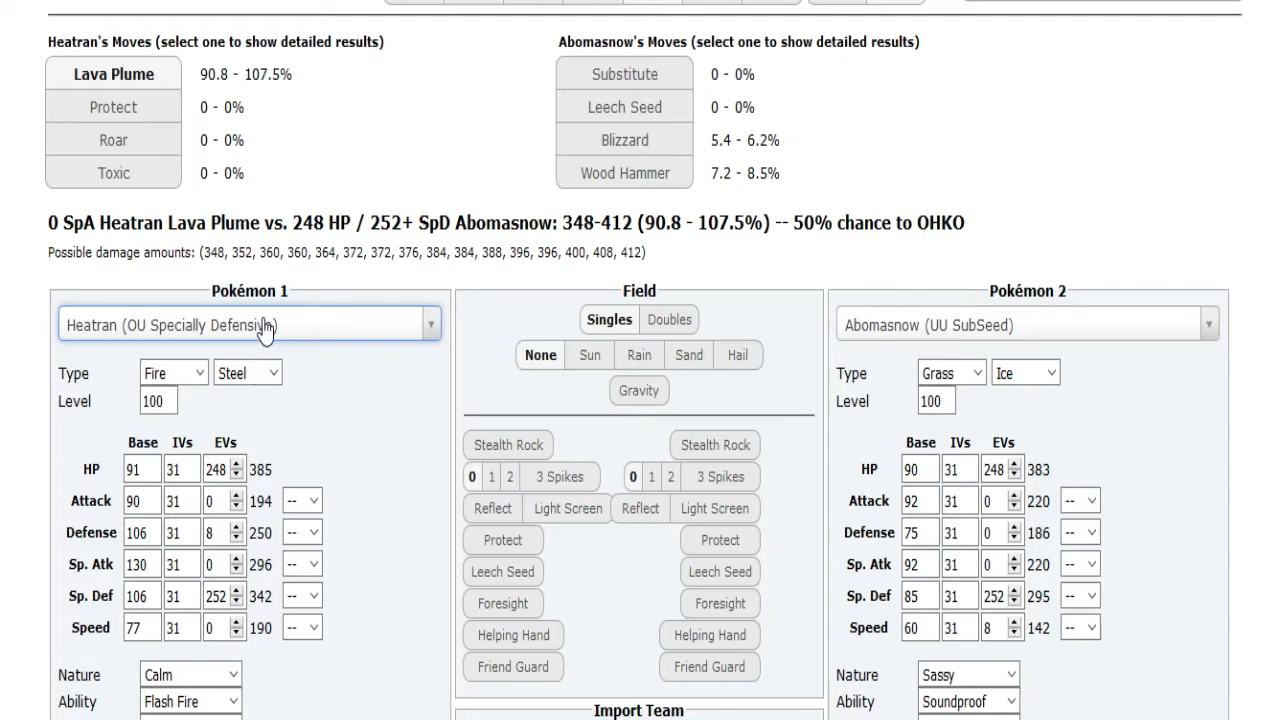 Heatran's Moves (select one to show detailed results)
Lava Plume 90.8 - 107.5%
Protect 0 - 0%
Roar 0 - 0%
Toxic 0 - 0%
Abomasnow's Moves (select one to show detailed results)
Substitute 0 - 0%
Leech Seed 0 - 0%
Blizzard 5.4 - 6.2%
Wood Hammer 7.2 - 8.5%
0 SpA Heatran Lava Plume vs. 248 HP / 252+ SpD Abomasnow: 348-412 (90.8 - 107.5%) -- 50% chance to OHKO
Possible damage amounts: (348, 352, 360, 360, 364, 372, 372, 376, 384, 384, 388, 396, 396, 400, 408, 412)
Pokémon 1
Heatran (OU Specially Defensive)
Type Fire Steel
Level 100
Base IVs EVs
HP 91 31 248 385
Attack 90 31 0 194 --
Defense 106 31 8 250 --
Sp. Atk 130 31 0 296 --
Sp. Def 106 31 252 342 --
Speed 77 31 0 190 --
Nature Calm
Ability Flash Fire
Field
Singles Doubles
None Sun Rain Sand Hail
Gravity
Stealth Rock Stealth Rock
0 1 2 3 Spikes 0 1 2 3 Spikes
Reflect Light Screen Reflect Light Screen
Protect Protect
Leech Seed Leech Seed
Foresight Foresight
Helping Hand Helping Hand
Friend Guard Friend Guard
Import Team
Pokémon 2
Abomasnow (UU SubSeed)
Type Grass Ice
Level 100
Base IVs EVs
HP 90 31 248 383
Attack 92 31 0 220 --
Defense 75 31 0 186 --
Sp. Atk 92 31 0 220 --
Sp. Def 85 31 252 295 --
Speed 60 31 8 142 --
Nature Sassy
Ability Soundproof